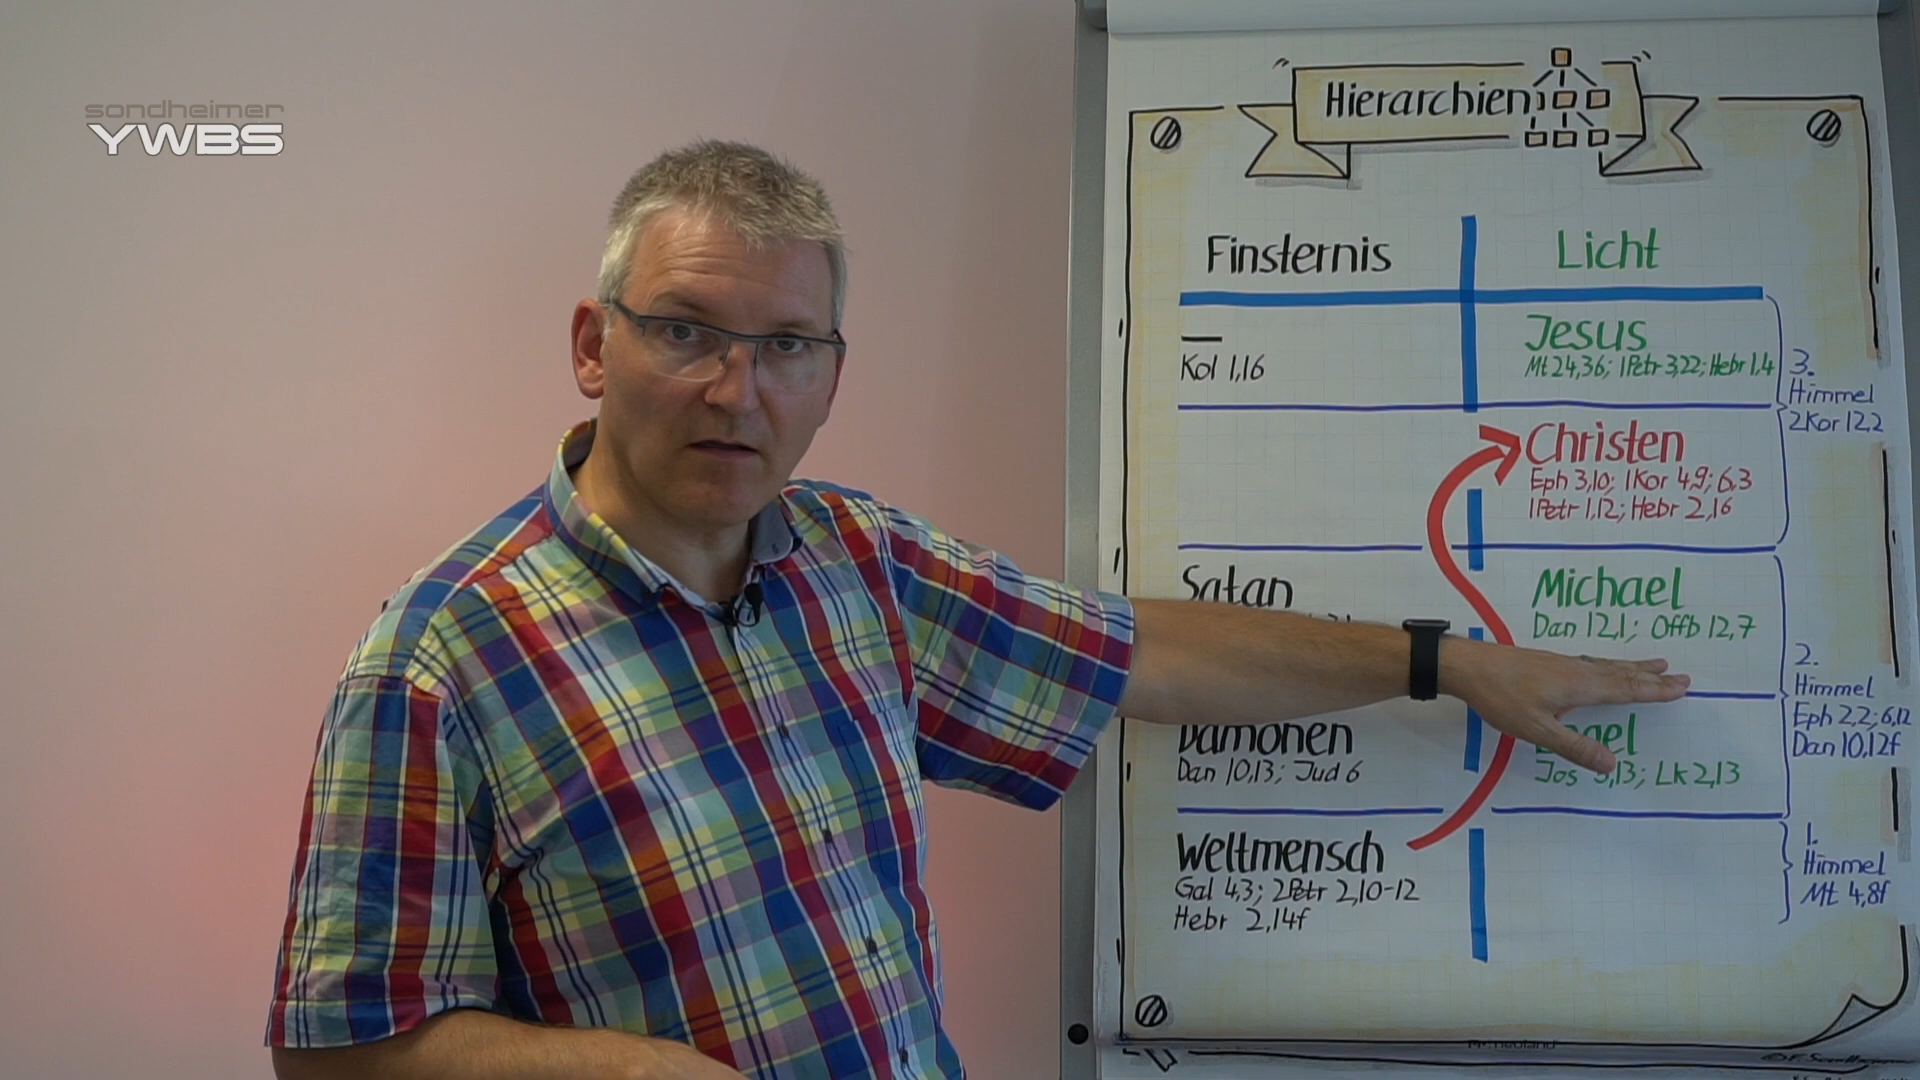 sondheimer
YWBS
Hierarchien
Finsternis
Licht
Kol 1,16
Jesus
Mt 24,36; 1Petr 3,22; Hebr 1,4
3.
Himmel
2Kor 12,2
Christen
Eph 3,10; 1Kor 4,9; 6,3
1Petr 1,12; Hebr 2,16
Satan
Michael
Dan 12,1; Offb 12,7
2.
Himmel
Eph 2,2; 6,12
Dan 10,12f
Dämonen
Dan 10,13; Jud 6
Engel
Jos 5,13; Lk 2,13
Weltmensch
Gal 4,3; 2Petr 2,10-12
Hebr 2,14f
1.
Himmel
Mt 4,8f